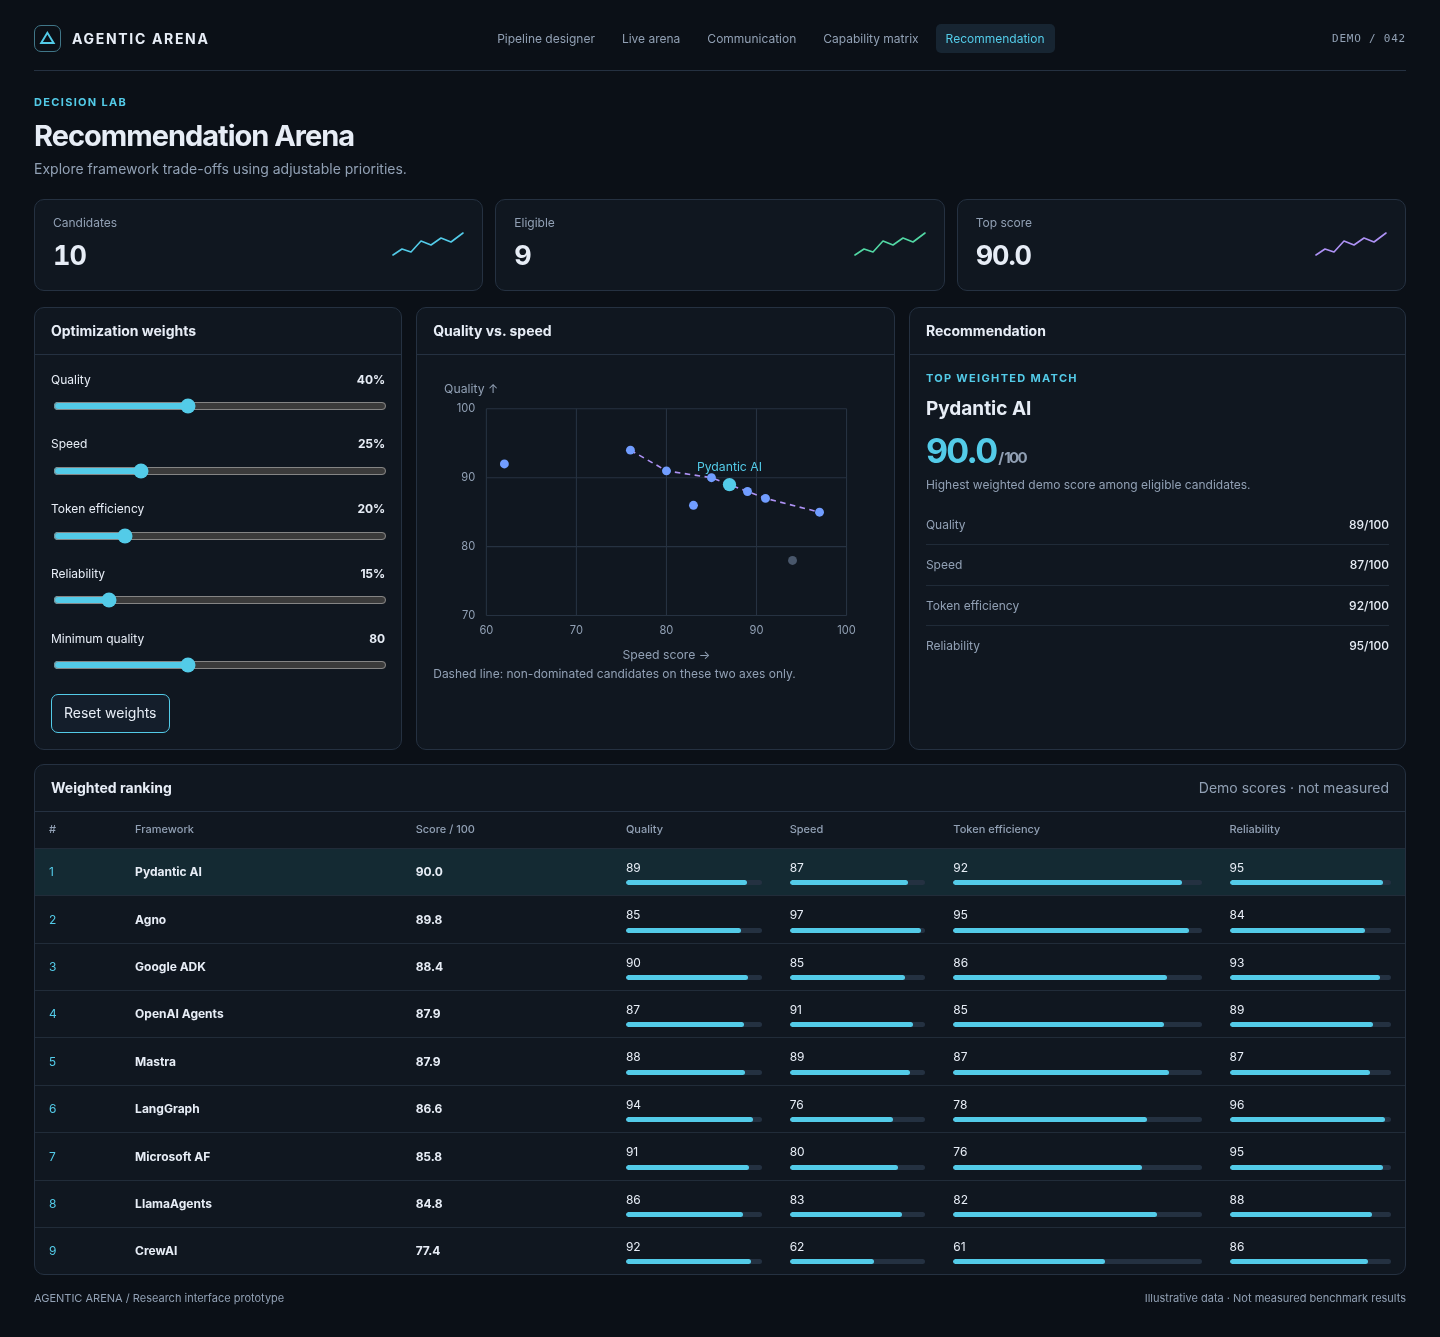 AGENTIC ARENA
Pipeline designer Live arena Communication Capability matrix Recommendation
DEMO / 042
DECISION LAB
Recommendation Arena
Explore framework trade-offs using adjustable priorities.
Candidates
10
Eligible
9
Top score
90.0
Optimization weights
Quality 40%
Speed 25%
Token efficiency 20%
Reliability 15%
Minimum quality 80
Reset weights
Quality vs. speed
Quality ↑
100
90
80
70
Pydantic AI
60 70 80 90 100
Speed score →
Dashed line: non-dominated candidates on these two axes only.
Recommendation
TOP WEIGHTED MATCH
Pydantic AI
90.0/100
Highest weighted demo score among eligible candidates.
Quality 89/100
Speed 87/100
Token efficiency 92/100
Reliability 95/100
Weighted ranking Demo scores · not measured
# Framework Score / 100 Quality Speed Token efficiency Reliability
1 Pydantic AI 90.0 89 87 92 95
2 Agno 89.8 85 97 95 84
3 Google ADK 88.4 90 85 86 93
4 OpenAI Agents 87.9 87 91 85 89
5 Mastra 87.9 88 89 87 87
6 LangGraph 86.6 94 76 78 96
7 Microsoft AF 85.8 91 80 76 95
8 LlamaAgents 84.8 86 83 82 88
9 CrewAI 77.4 92 62 61 86
AGENTIC ARENA / Research interface prototype
Illustrative data · Not measured benchmark results